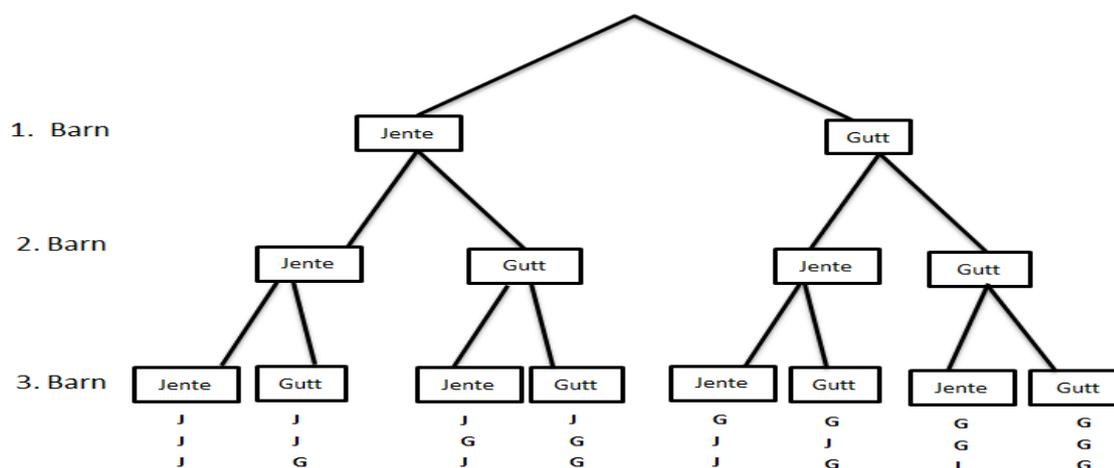 1. Barn Jente Gutt
2. Barn Jente Gutt Jente Gutt
3. Barn Jente Gutt Jente Gutt Jente Gutt Jente Gutt
J J J J G G G G
J J G G J J G G
J G J G J G J G